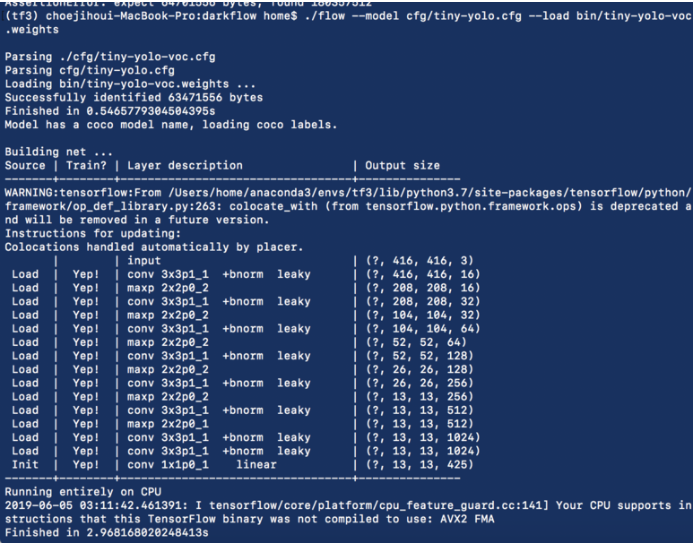 AssertionError: expect 64701556 bytes, found 180357512
(tf3) choejihoui-MacBook-Pro:darkflow home$ ./flow --model cfg/tiny-yolo.cfg --load bin/tiny-yolo-voc
.weights
Parsing ./cfg/tiny-yolo-voc.cfg
Parsing cfg/tiny-yolo.cfg
Loading bin/tiny-yolo-voc.weights ...
Successfully identified 63471556 bytes
Finished in 0.5465779304504395s
Model has a coco model name, loading coco labels.
Building net ...
Source | Train? | Layer description | Output size
-------+--------+----------------------------------+---------------
WARNING:tensorflow:From /Users/home/anaconda3/envs/tf3/lib/python3.7/site-packages/tensorflow/python/
framework/op_def_library.py:263: colocate_with (from tensorflow.python.framework.ops) is deprecated a
nd will be removed in a future version.
Instructions for updating:
Colocations handled automatically by placer.
| | input | (?, 416, 416, 3)
Load | Yep! | conv 3x3p1_1 +bnorm leaky | (?, 416, 416, 16)
Load | Yep! | maxp 2x2p0_2 | (?, 208, 208, 16)
Load | Yep! | conv 3x3p1_1 +bnorm leaky | (?, 208, 208, 32)
Load | Yep! | maxp 2x2p0_2 | (?, 104, 104, 32)
Load | Yep! | conv 3x3p1_1 +bnorm leaky | (?, 104, 104, 64)
Load | Yep! | maxp 2x2p0_2 | (?, 52, 52, 64)
Load | Yep! | conv 3x3p1_1 +bnorm leaky | (?, 52, 52, 128)
Load | Yep! | maxp 2x2p0_2 | (?, 26, 26, 128)
Load | Yep! | conv 3x3p1_1 +bnorm leaky | (?, 26, 26, 256)
Load | Yep! | maxp 2x2p0_2 | (?, 13, 13, 256)
Load | Yep! | conv 3x3p1_1 +bnorm leaky | (?, 13, 13, 512)
Load | Yep! | maxp 2x2p0_1 | (?, 13, 13, 512)
Load | Yep! | conv 3x3p1_1 +bnorm leaky | (?, 13, 13, 1024)
Load | Yep! | conv 3x3p1_1 +bnorm leaky | (?, 13, 13, 1024)
Init | Yep! | conv 1x1p0_1 linear | (?, 13, 13, 425)
-------+--------+----------------------------------+---------------
Running entirely on CPU
2019-06-05 03:11:42.461391: I tensorflow/core/platform/cpu_feature_guard.cc:141] Your CPU supports in
structions that this TensorFlow binary was not compiled to use: AVX2 FMA
Finished in 2.968168020248413s